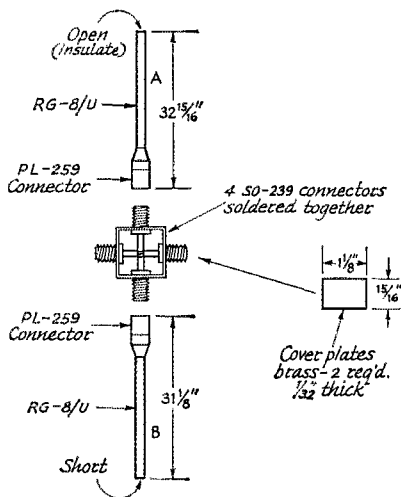 Open
(insulate)
A
RG-8/U
32 15/16"
PL-259
Connector
4 SO-239 connectors
soldered together
1 1/8"
15/16"
PL-259
Connector
Cover plates
brass-2 req'd.
1/32" thick
31 1/8"
RG-8/U
B
Short